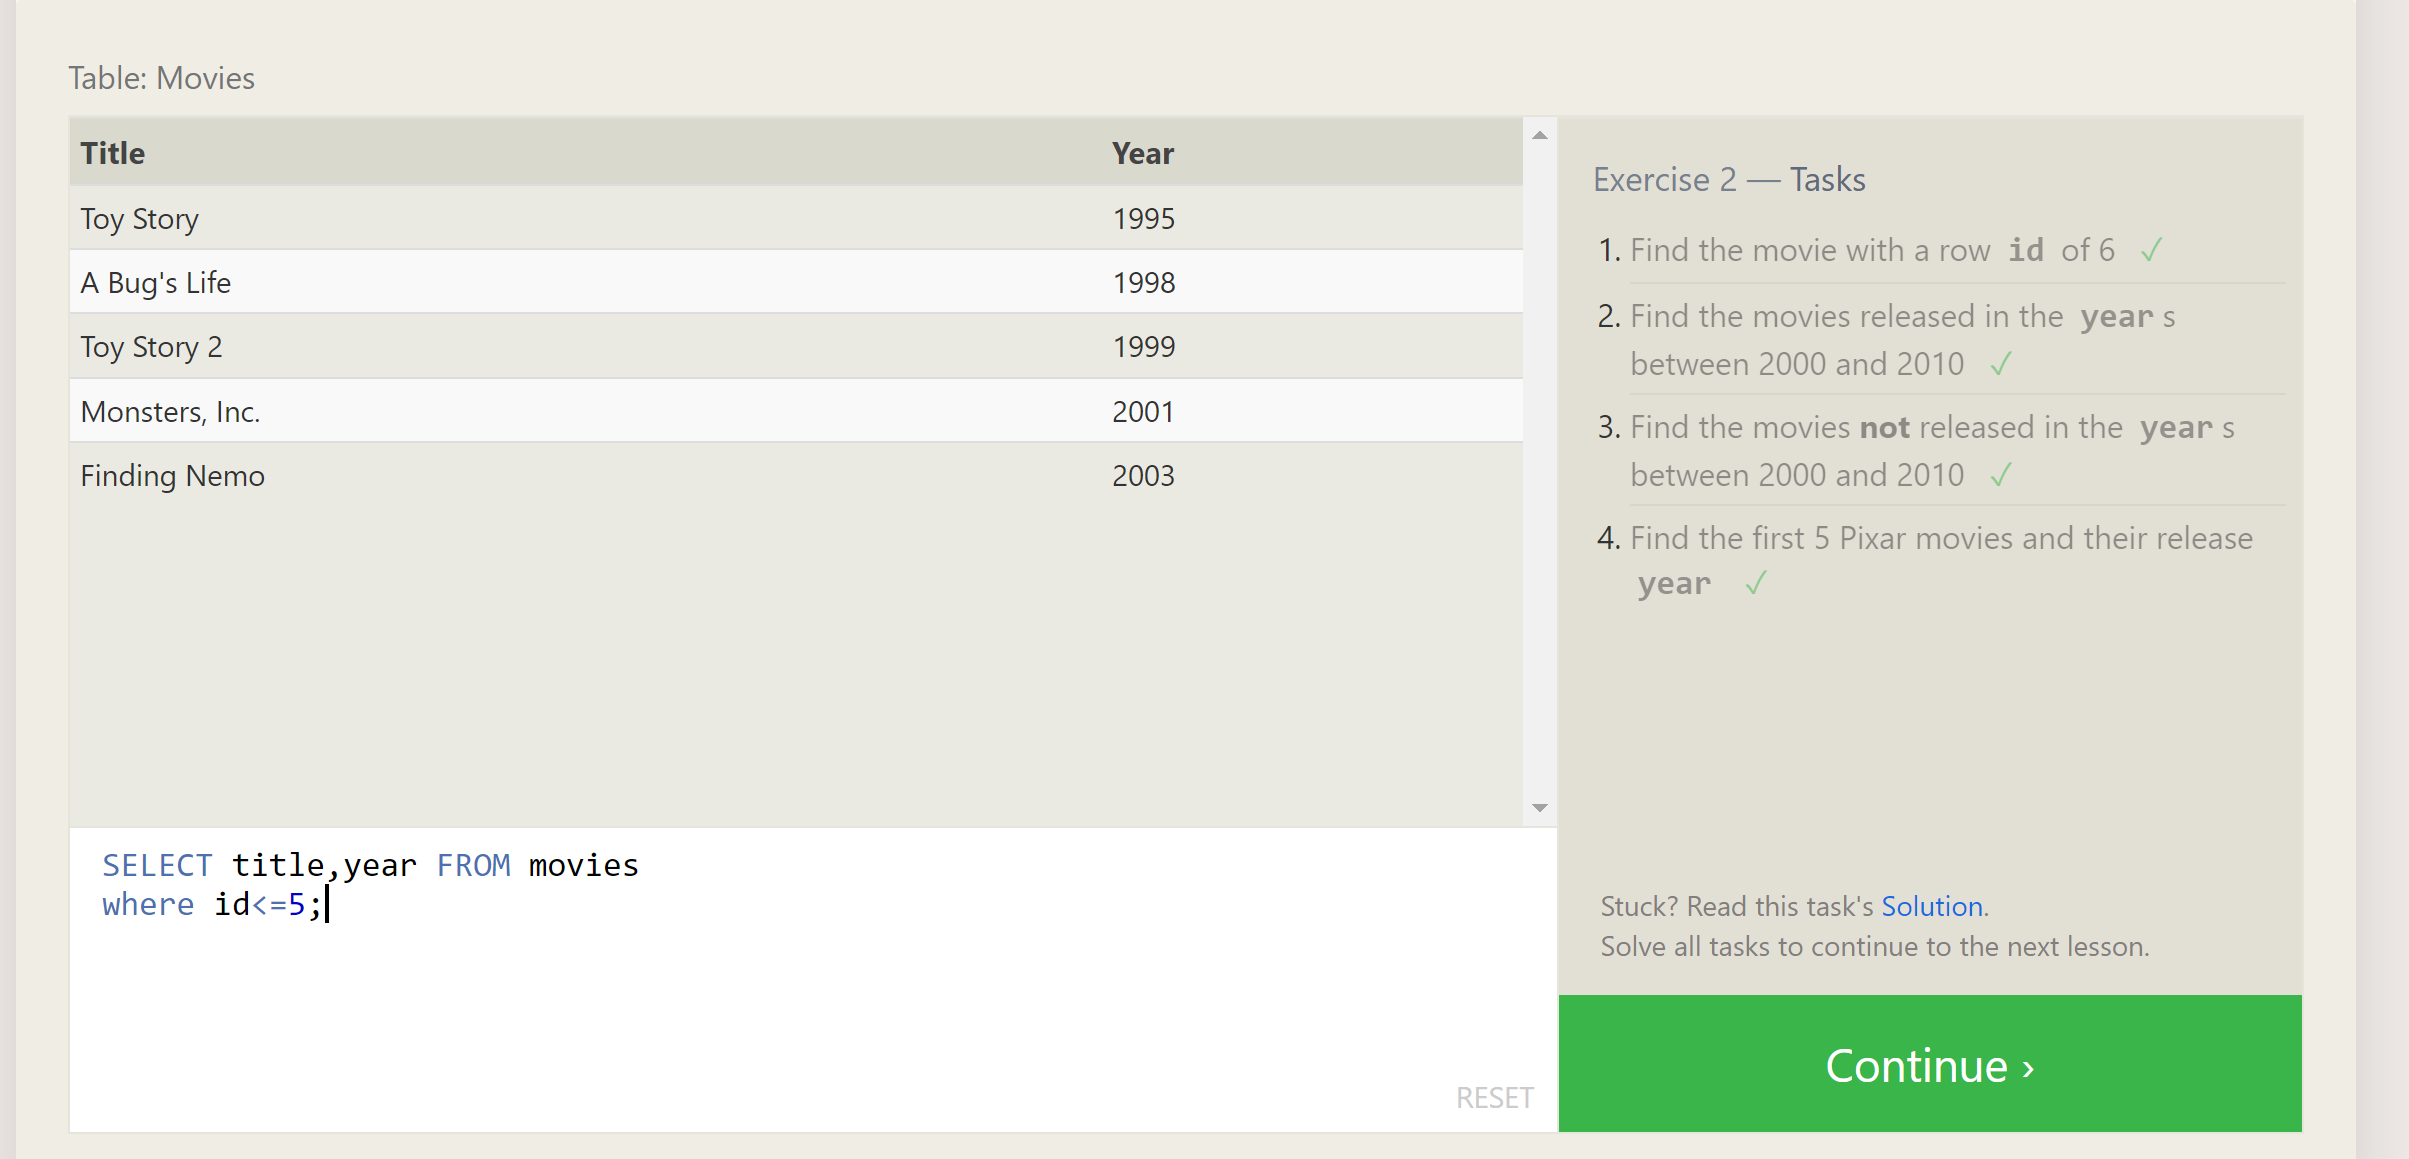 Table: Movies
Title Year
Toy Story 1995
A Bug's Life 1998
Toy Story 2 1999
Monsters, Inc. 2001
Finding Nemo 2003
SELECT title,year FROM movies
where id<=5;
RESET
Exercise 2 — Tasks
1. Find the movie with a row id of 6 ✓
2. Find the movies released in the year s
between 2000 and 2010 ✓
3. Find the movies not released in the year s
between 2000 and 2010 ✓
4. Find the first 5 Pixar movies and their release
year ✓
Stuck? Read this task's Solution.
Solve all tasks to continue to the next lesson.
Continue ›